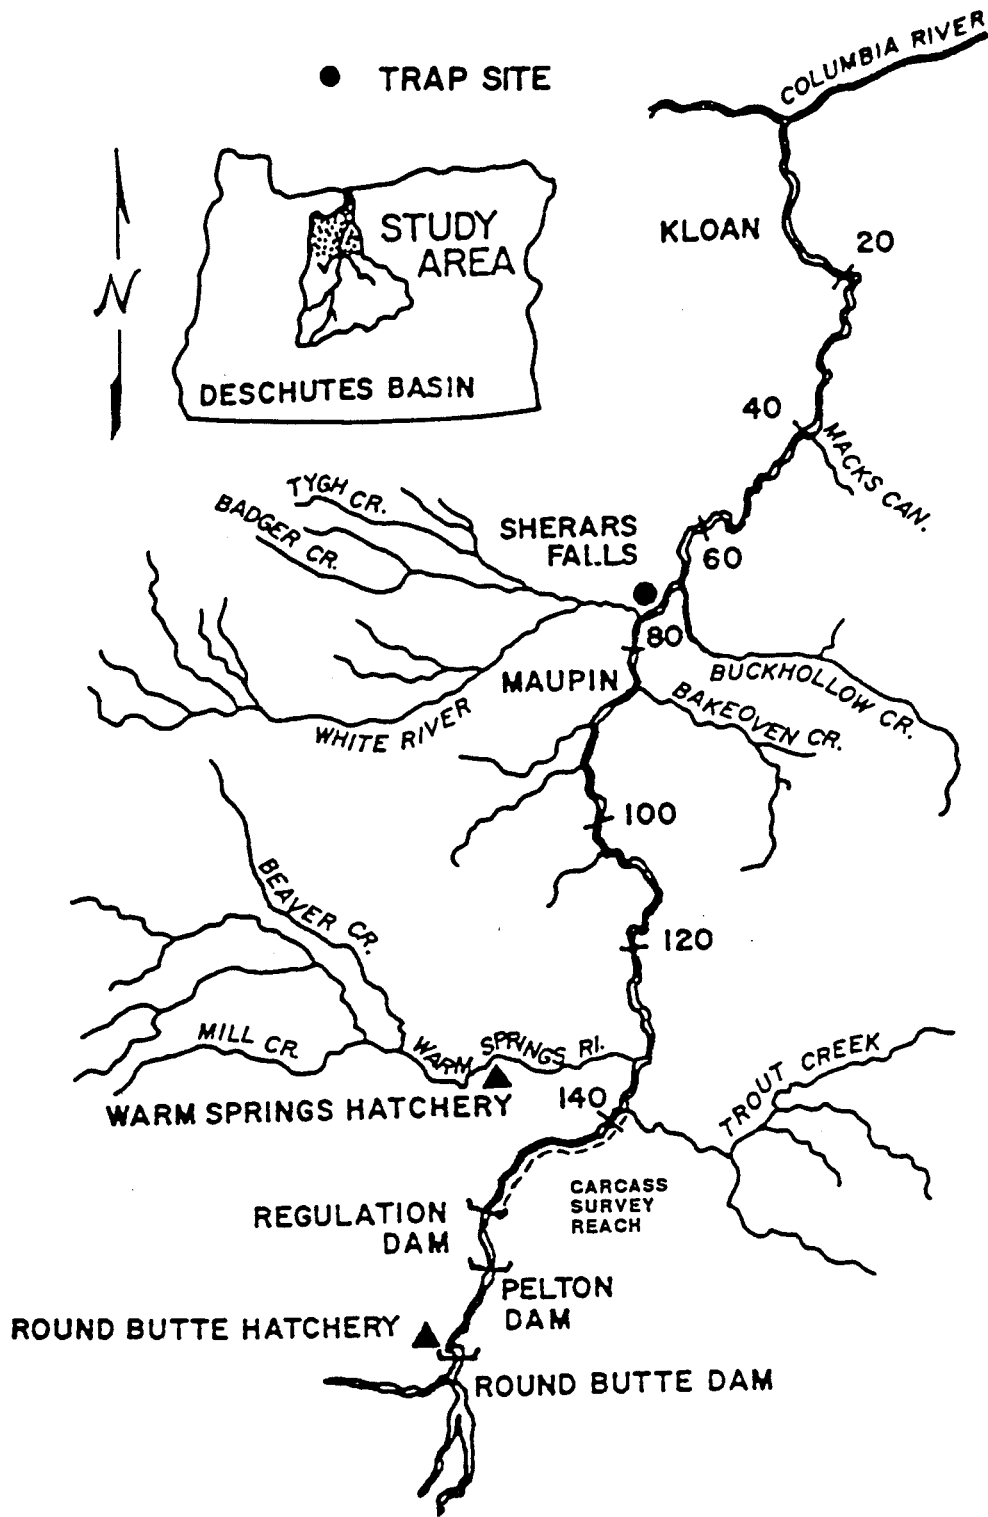 COLUMBIA RIVER
TRAP SITE
N
STUDY
AREA
DESCHUTES BASIN
KLOAN
20
40
MACKS CAN.
TYGH CR.
BADGER CR.
SHERARS
FALLS
60
80
MAUPIN
BUCKHOLLOW CR.
BAKEOVEN CR.
WHITE RIVER
100
BEAVER CR.
120
MILL CR.
WARM SPRINGS RI.
WARM SPRINGS HATCHERY
140
TROUT CREEK
CARCASS
SURVEY
REACH
REGULATION
DAM
PELTON
DAM
ROUND BUTTE HATCHERY
ROUND BUTTE DAM